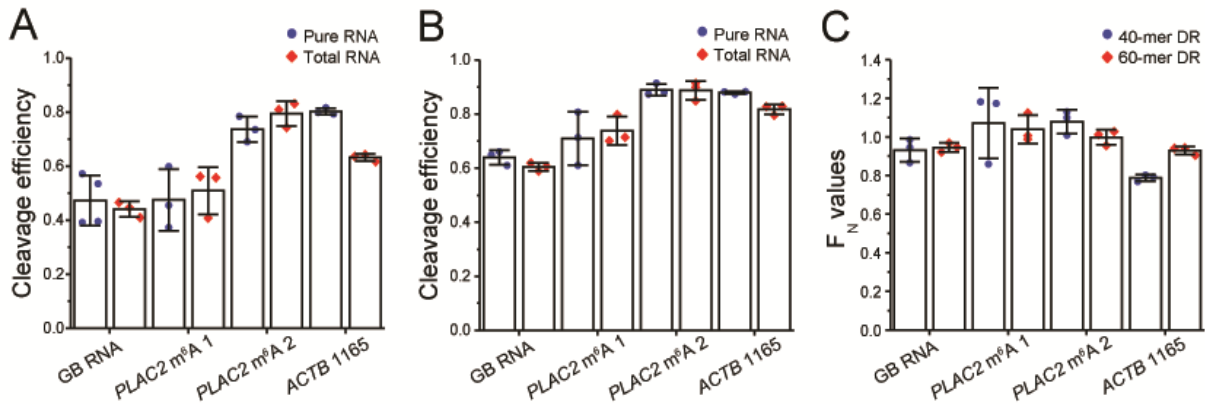 A
Pure RNA
Total RNA
Cleavage efficiency
1.0
0.8
0.6
0.4
0.2
0.0
GB RNA
PLAC2 m⁶A 1
PLAC2 m⁶A 2
ACTB 1165
B
Pure RNA
Total RNA
Cleavage efficiency
1.0
0.8
0.6
0.4
0.2
0.0
GB RNA
PLAC2 m⁶A 1
PLAC2 m⁶A 2
ACTB 1165
C
40-mer DR
60-mer DR
F_N values
1.4
1.2
1.0
0.8
0.6
0.4
0.2
0.0
GB RNA
PLAC2 m⁶A 1
PLAC2 m⁶A 2
ACTB 1165